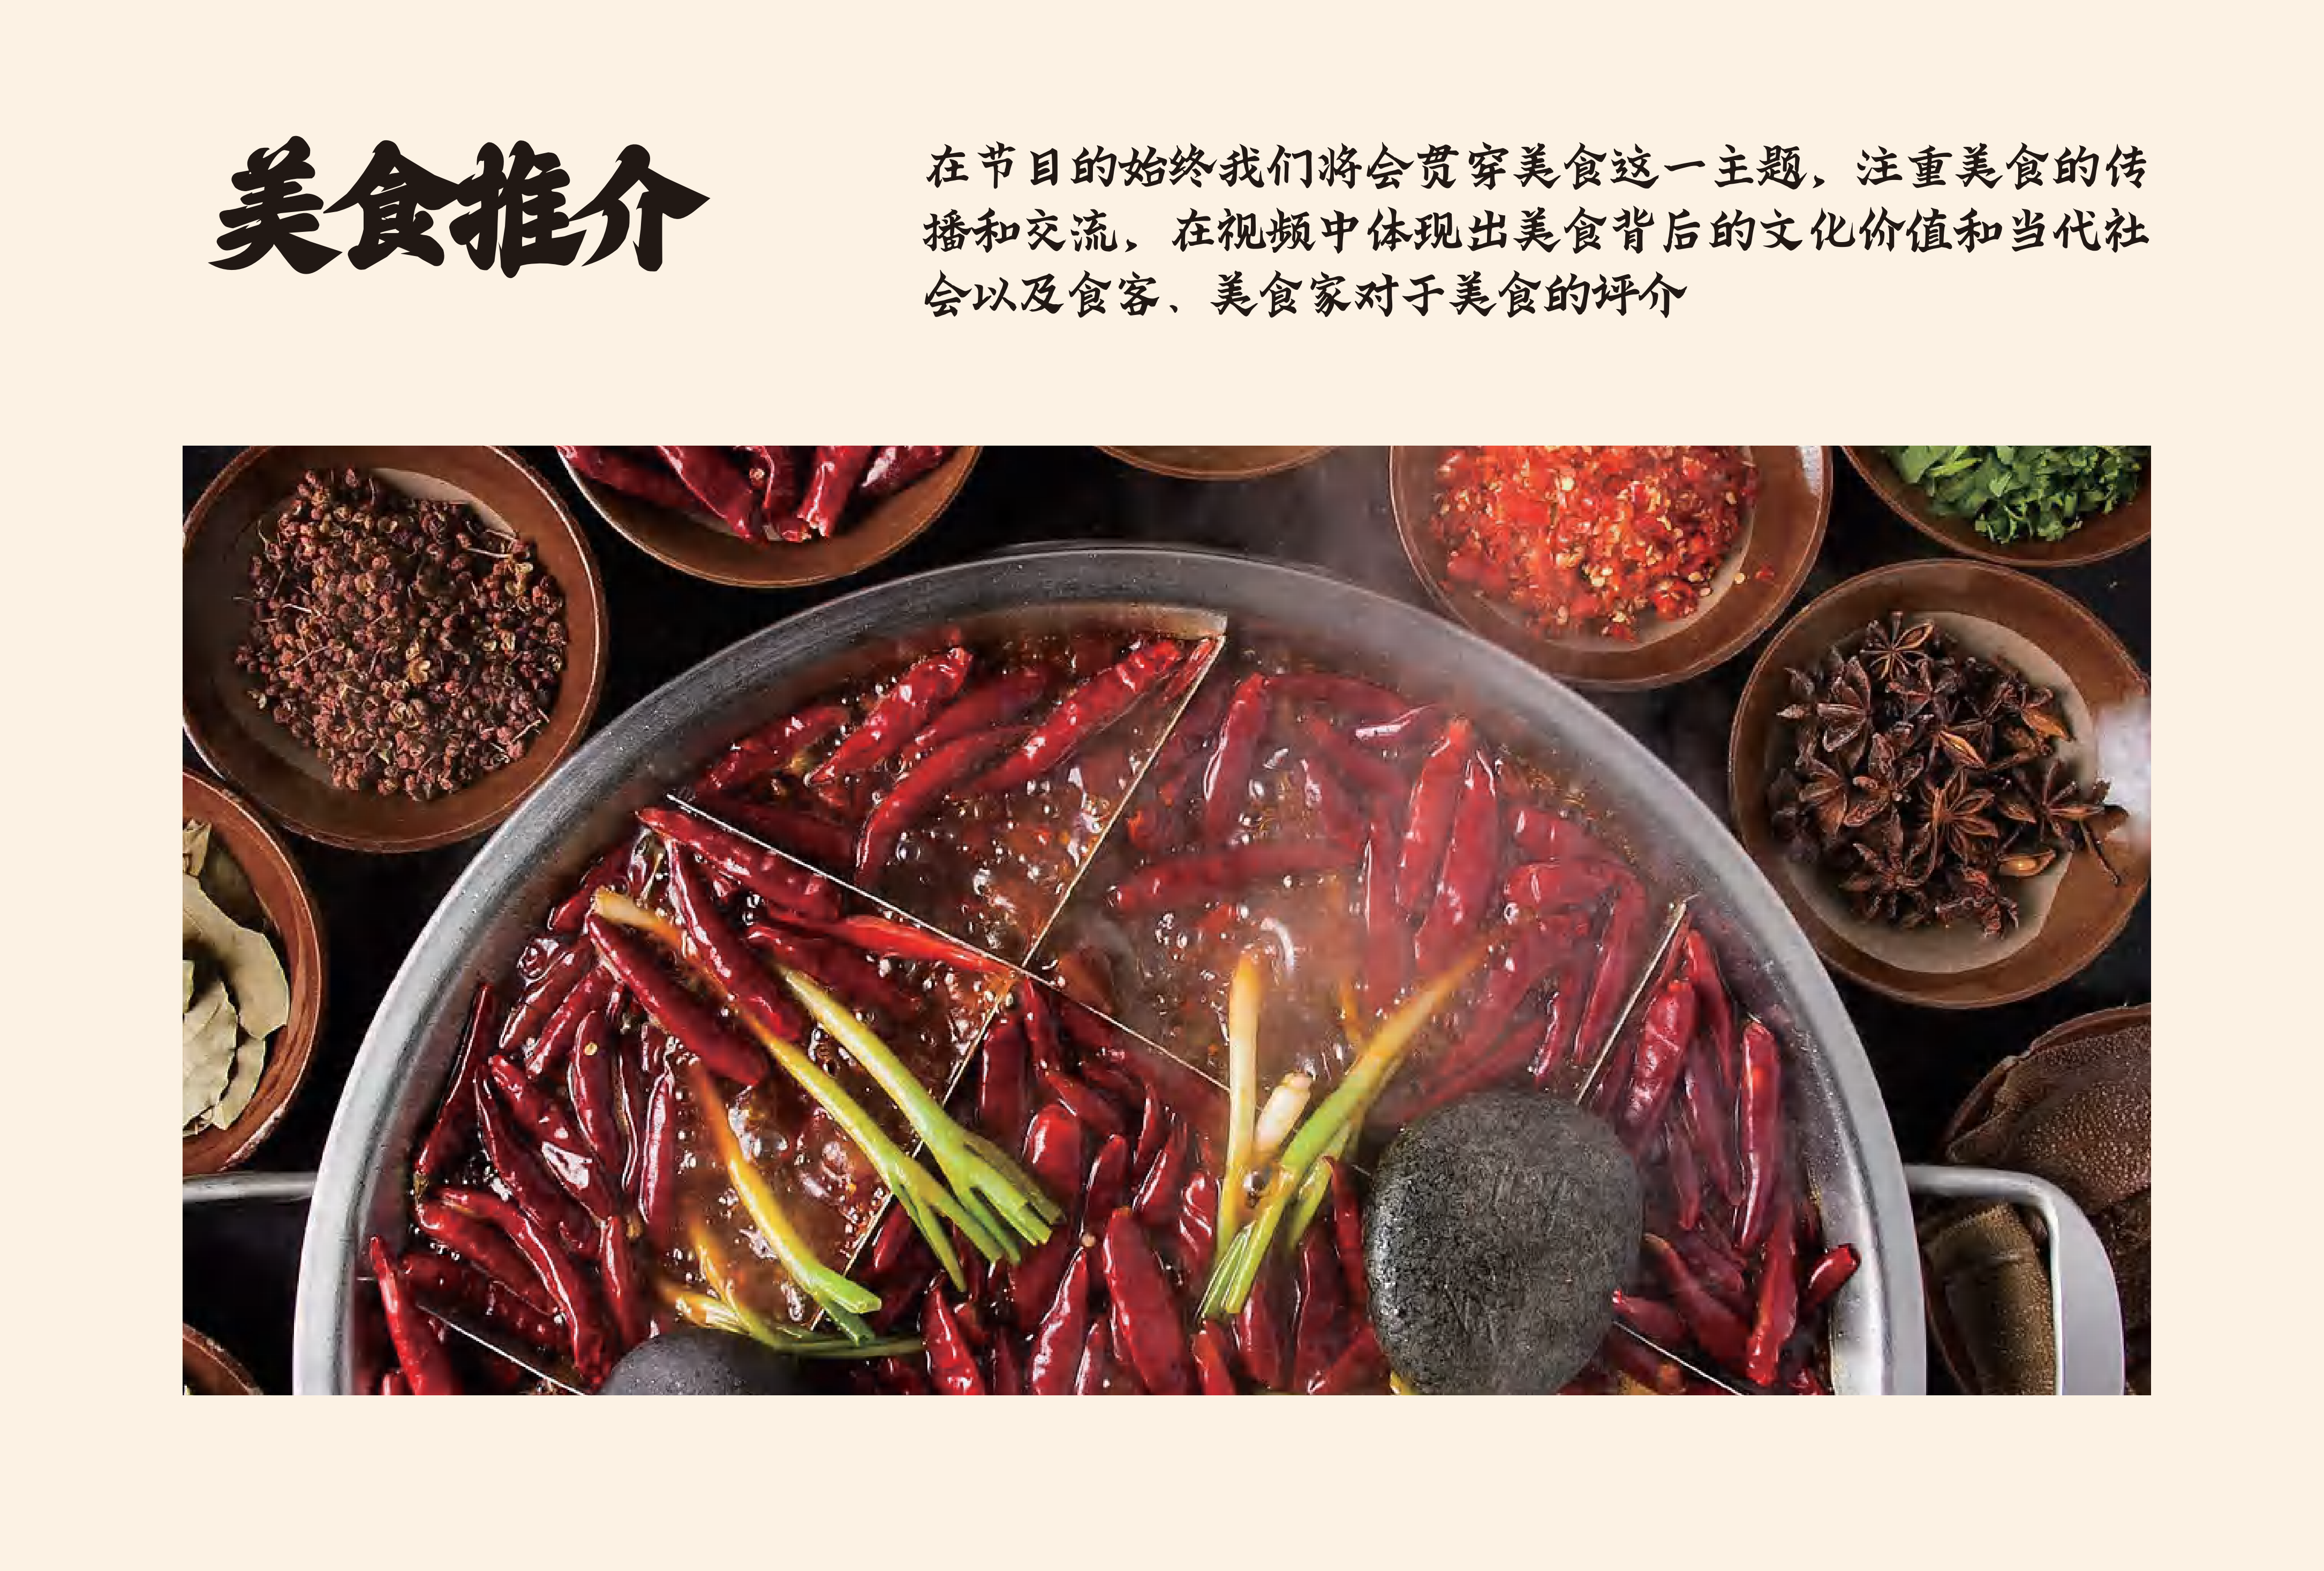 美食推介
在节目的始终我们将会贯穿美食这一主题，注重美食的传
播和交流，在视频中体现出美食背后的文化价值和当代社
会以及食客、美食家对于美食的评介